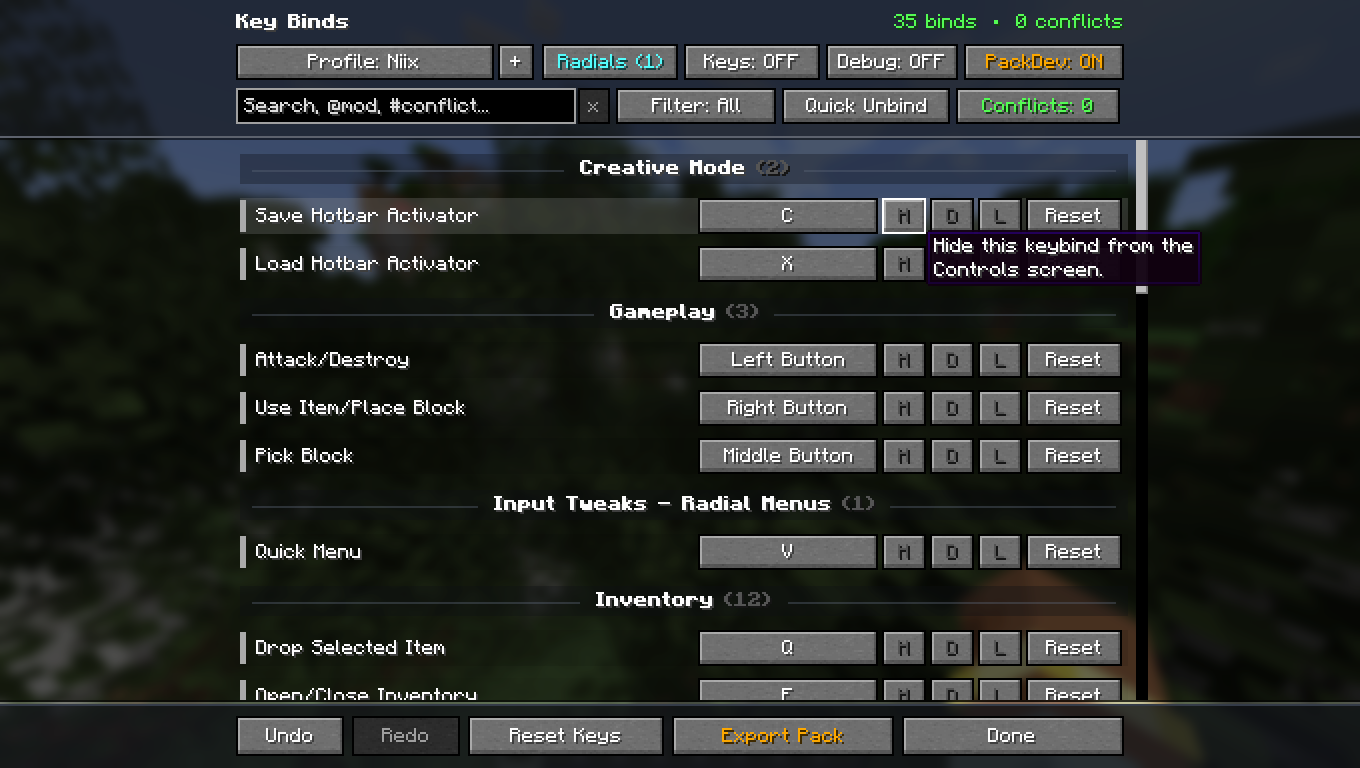 Key Binds 35 binds • 0 conflicts
Profile: Niix + Radials (1) Keys: OFF Debug: OFF PackDev: ON
Search, @mod, #conflict... x Filter: All Quick Unbind Conflicts: 0
Creative Mode (2)
Save Hotbar Activator C H D L Reset
Hide this keybind from the
Load Hotbar Activator X H
Controls screen.
Gameplay (3)
Attack/Destroy Left Button H D L Reset
Use Item/Place Block Right Button H D L Reset
Pick Block Middle Button H D L Reset
Input Tweaks - Radial Menus (1)
Quick Menu V H D L Reset
Inventory (12)
Drop Selected Item Q H D L Reset
Open/Close Inventory E H D L Reset
Undo Redo Reset Keys Export Pack Done